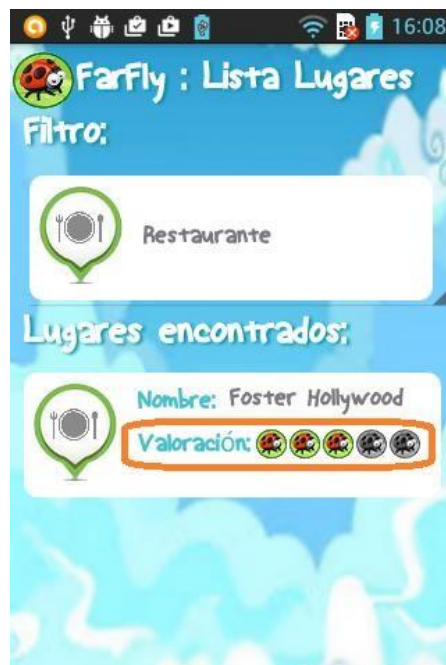 16:08
FarFly : Lista Lugares
Filtro:
Restaurante
Lugares encontrados:
Nombre: Foster Hollywood
Valoración: